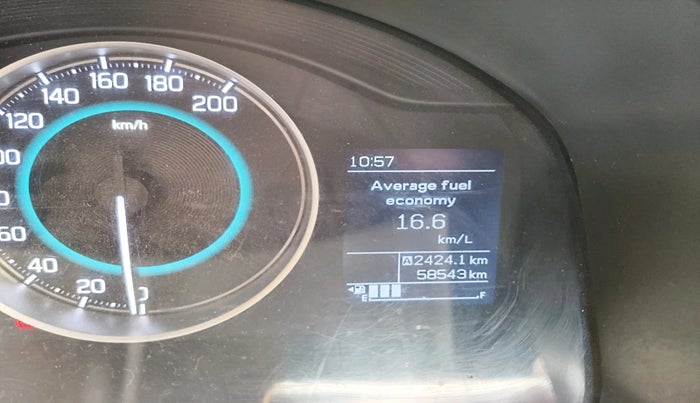 160 180
140 200
120
km/h
60
40
20
10:57
Average fuel
economy
16.6
km/L
A 2424.1 km
58543 km
E F